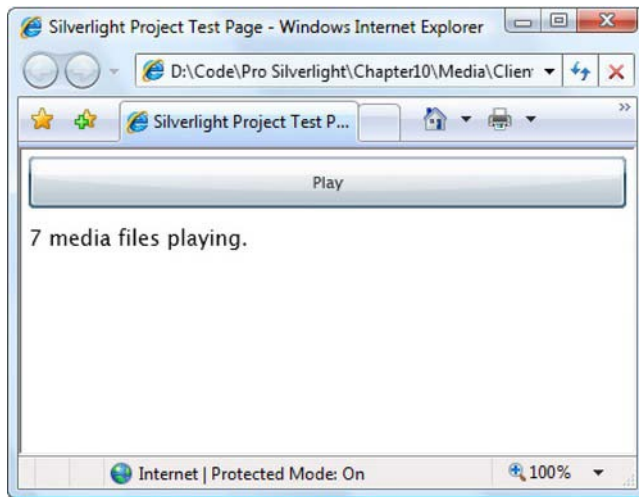 Silverlight Project Test Page - Windows Internet Explorer
D:\Code\Pro Silverlight\Chapter10\Media\Clien
Silverlight Project Test P...
Play
7 media files playing.
Internet | Protected Mode: On
100%